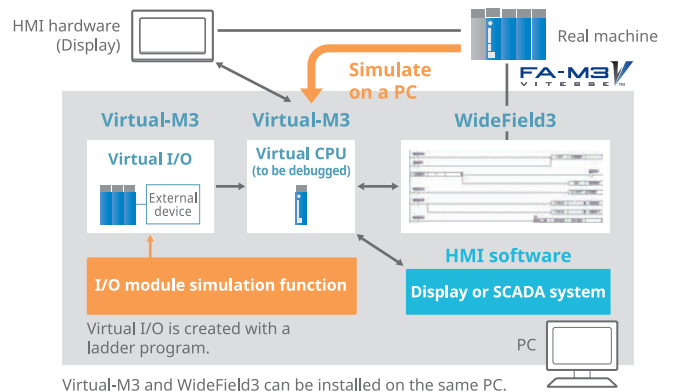 HMI hardware
(Display)
Real machine
Simulate
on a PC
FA-M3V
VITESSE
Virtual-M3
Virtual-M3
WideField3
Virtual I/O
External
device
Virtual CPU
(to be debugged)
HMI software
I/O module simulation function
Display or SCADA system
Virtual I/O is created with a
ladder program.
PC
Virtual-M3 and WideField3 can be installed on the same PC.